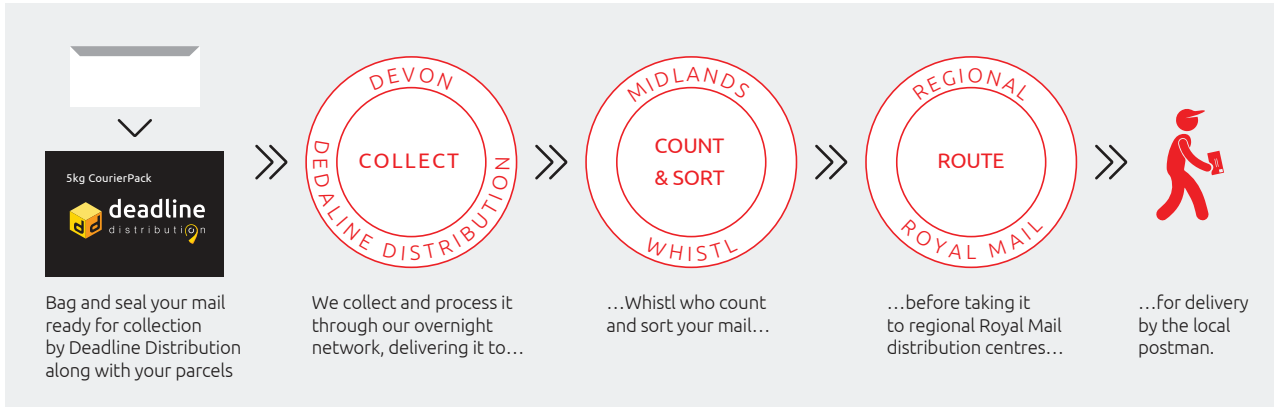 5kg CourierPack
dd deadline
distribution
Bag and seal your mail
ready for collection
by Deadline Distribution
along with your parcels
DEVON
COLLECT
DEDALINE DISTRIBUTION
We collect and process it
through our overnight
network, delivering it to…
MIDLANDS
COUNT
& SORT
WHISTL
…Whistl who count
and sort your mail…
REGIONAL
ROUTE
ROYAL MAIL
…before taking it
to regional Royal Mail
distribution centres…
…for delivery
by the local
postman.